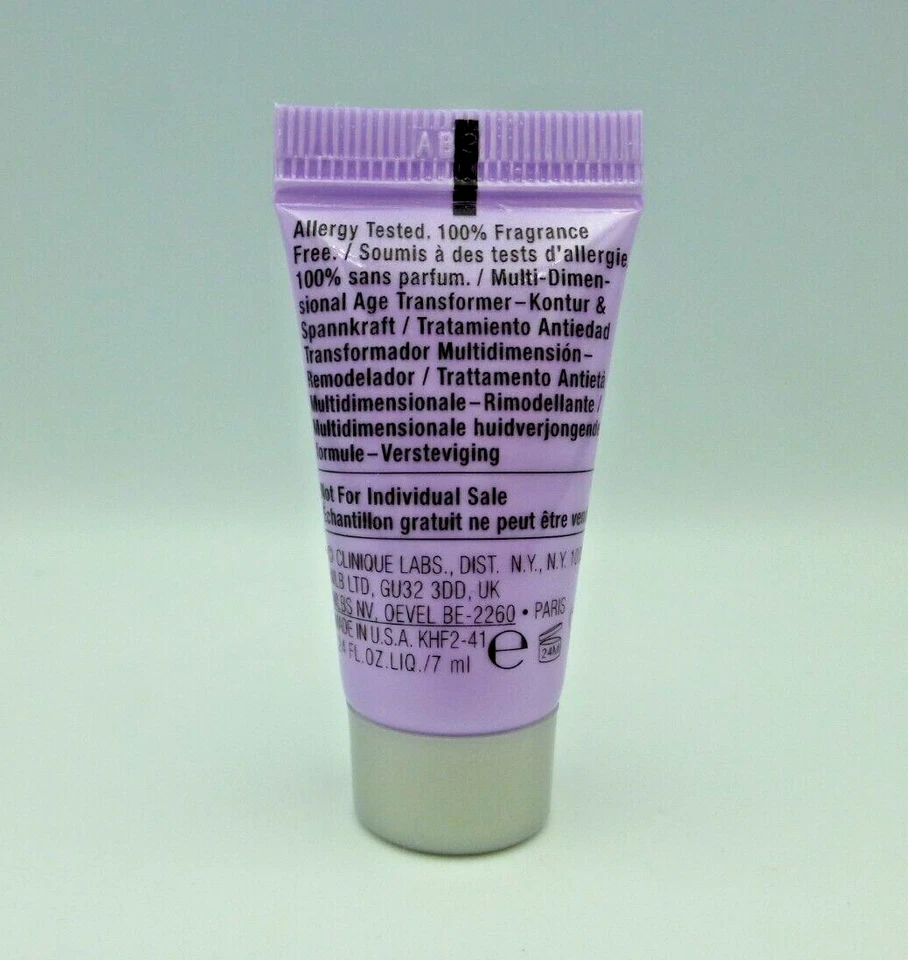 AB
Allergy Tested. 100% Fragrance
Free. / Soumis à des tests d'allergie,
100% sans parfum. / Multi-Dimen-
sional Age Transformer–Kontur &
Spannkraft / Tratamiento Antiedad
Transformador Multidimensión–
Remodelador / Trattamento Antietà
Multidimensionale–Rimodellante /
Multidimensionale huidverjongende
Formule–Versteviging
Not For Individual Sale
Échantillon gratuit ne peut être
© CLINIQUE LABS., DIST. N.Y., N.Y.
LTD, GU32 3DD, UK
NV, OEVEL BE-2260 • PARIS
MADE IN U.S.A. KHF2-41
FL.OZ.LIQ./7 ml e 24M